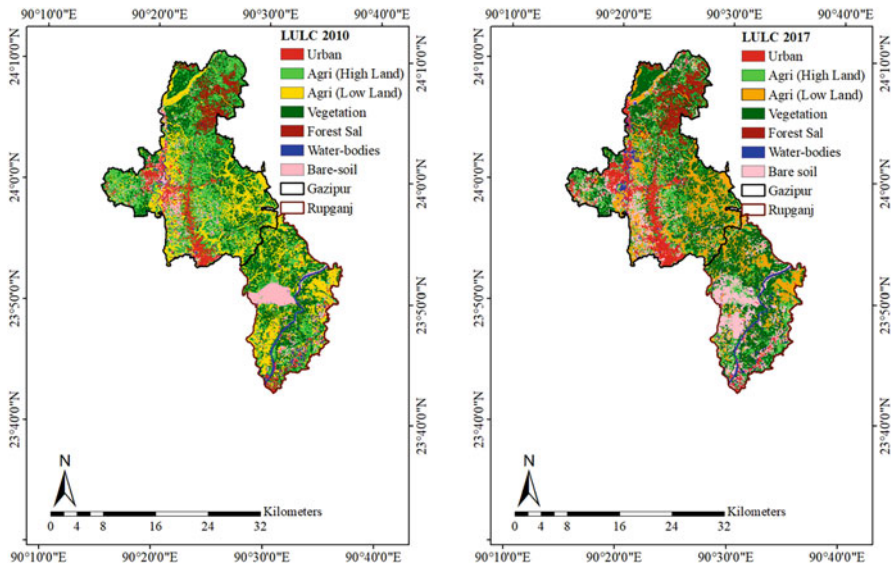 90°20'0"E 90°30'0"E 90°40'0"E
LULC 2010
Urban
Agri (High Land)
Agri (Low Land)
Vegetation
Forest Sal
Water-bodies
Bare-soil
Gazipur
Rupganj
24°10'0"N
24°0'0"N
23°50'0"N
23°40'0"N
N
Kilometers
0 4 8 16 24 32
90°10'0"E 90°20'0"E 90°30'0"E 90°40'0"E
90°20'0"E 90°30'0"E 90°40'0"E
LULC 2017
Urban
Agri (High Land)
Agri (Low Land)
Vegetation
Forest Sal
Water-bodies
Bare soil
Gazipur
Rupganj
24°10'0"N
24°0'0"N
23°50'0"N
23°40'0"N
N
Kilometers
0 4 8 16 24 32
90°10'0"E 90°20'0"E 90°30'0"E 90°40'0"E